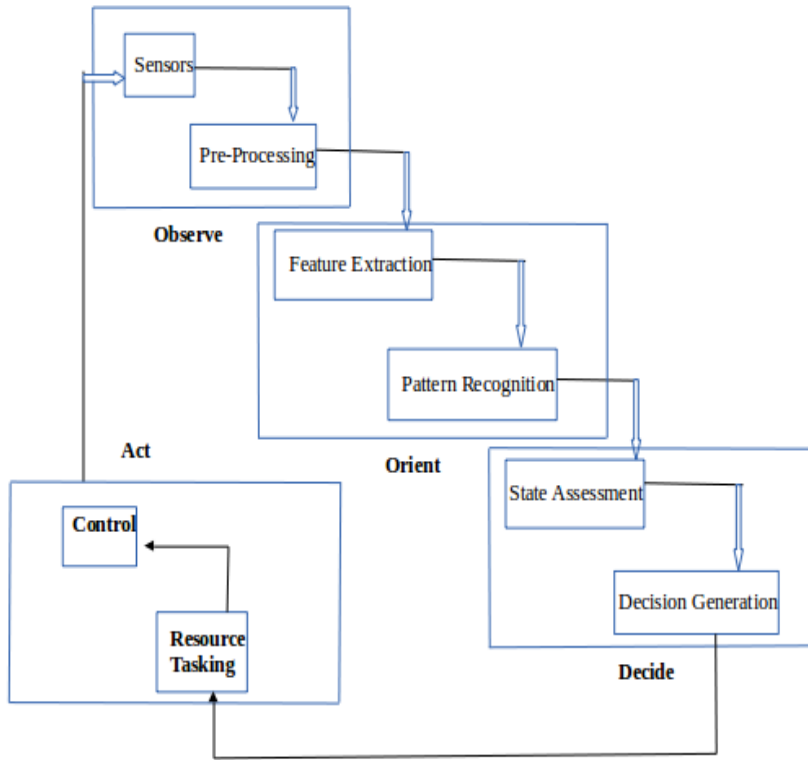 Sensors
Pre-Processing
Observe
Feature Extraction
Pattern Recognition
Act
Orient
State Assessment
Control
Decision Generation
Resource
Tasking
Decide